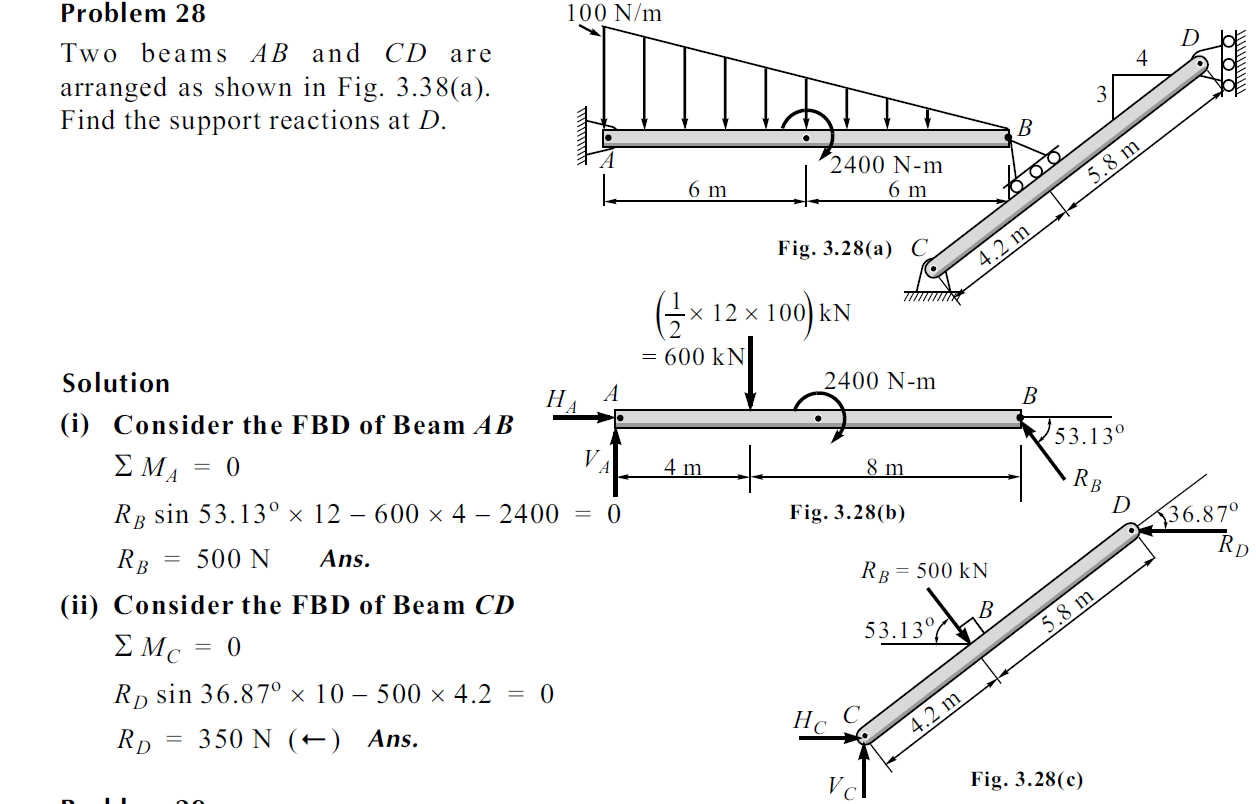 Problem 28
Two beams AB and CD are
arranged as shown in Fig. 3.38(a).
Find the support reactions at D.
100 N/m
A
B
2400 N-m
6 m
6 m
D
4
3
5.8 m
4.2 m
C
Fig. 3.28(a)
(1/2 × 12 × 100) kN
= 600 kN
2400 N-m
H_A
A
B
53.13°
V_A
4 m
8 m
R_B
Fig. 3.28(b)
Solution
(i) Consider the FBD of Beam AB
Σ M_A = 0
R_B sin 53.13° × 12 – 600 × 4 – 2400 = 0
R_B = 500 N Ans.
(ii) Consider the FBD of Beam CD
Σ M_C = 0
R_D sin 36.87° × 10 – 500 × 4.2 = 0
R_D = 350 N (←) Ans.
D
36.87°
R_D
R_B = 500 kN
B
53.13°
5.8 m
4.2 m
H_C
C
V_C
Fig. 3.28(c)